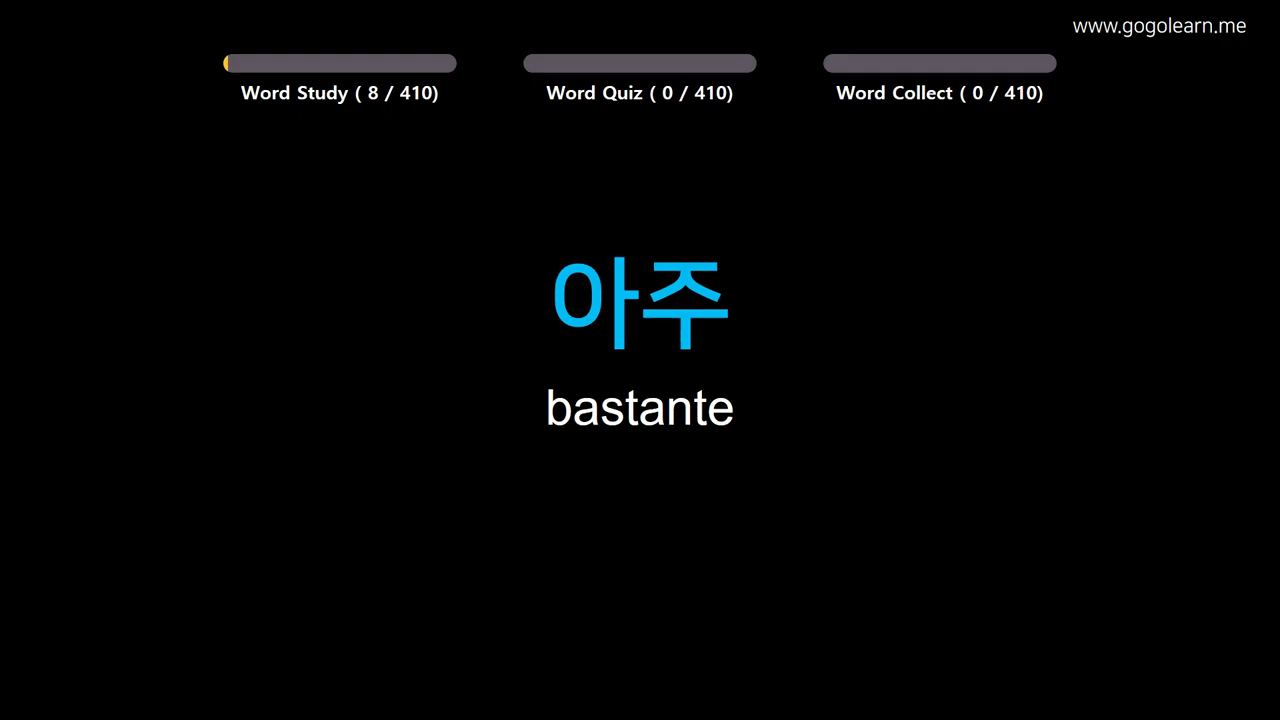 www.gogolearn.me
Word Study ( 8 / 410)
Word Quiz ( 0 / 410)
Word Collect ( 0 / 410)
아주
bastante